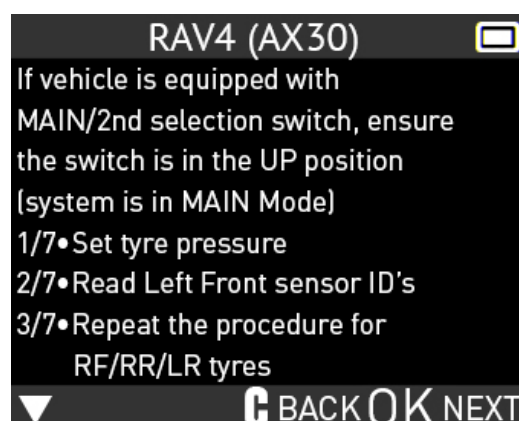 RAV4 (AX30)
If vehicle is equipped with
MAIN/2nd selection switch, ensure
the switch is in the UP position
(system is in MAIN Mode)
1/7•Set tyre pressure
2/7•Read Left Front sensor ID's
3/7•Repeat the procedure for
RF/RR/LR tyres
C BACK OK NEXT